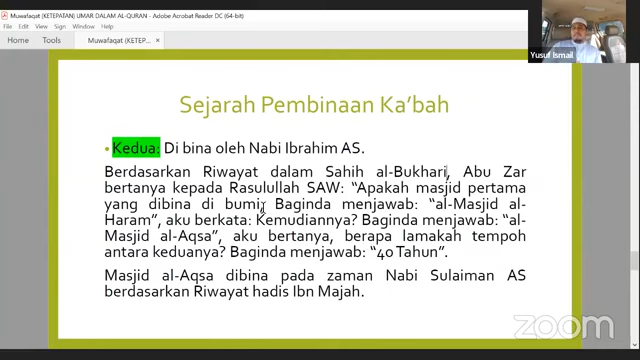 Muwafaqat (KETEPATAN) UMAR DALAM AL-QURAN - Adobe Acrobat Reader DC (64-bit)
File Edit View Sign Window Help
Home Tools Muwafaqat (KETEP... ×
Yusuf Ismail
Sejarah Pembinaan Ka’bah
• Kedua: Di bina oleh Nabi Ibrahim AS.
Berdasarkan Riwayat dalam Sahih al-Bukhari, Abu Zar
bertanya kepada Rasulullah SAW: “Apakah masjid pertama
yang dibina di bumi, Baginda menjawab: “al-Masjid al-
Haram”, aku berkata: Kemudiannya? Baginda menjawab: “al-
Masjid al-Aqsa”, aku bertanya, berapa lamakah tempoh
antara keduanya? Baginda menjawab: “40 Tahun”.
Masjid al-Aqsa dibina pada zaman Nabi Sulaiman AS
berdasarkan Riwayat hadis Ibn Majah.
zoom